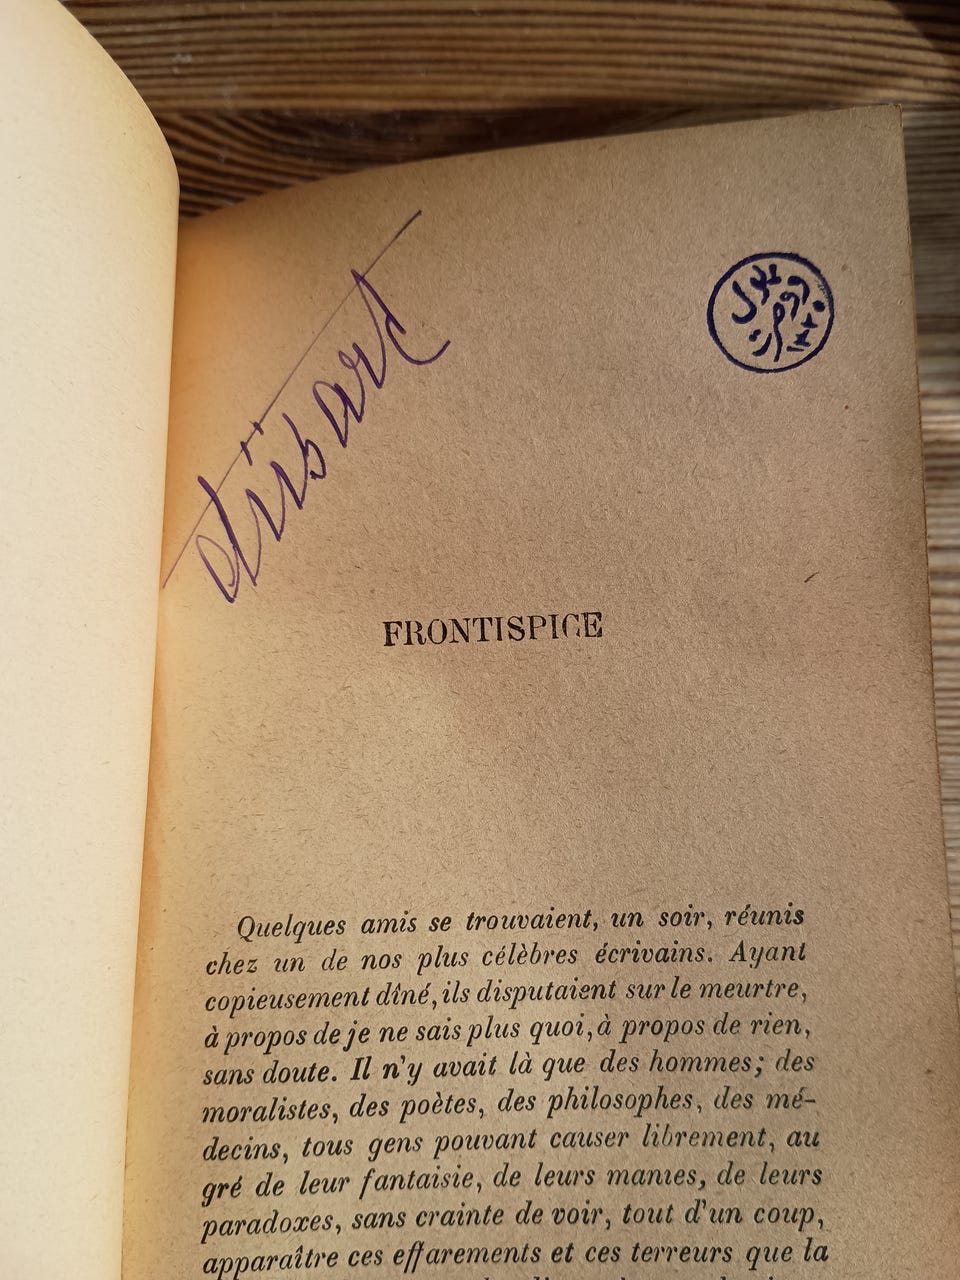 FRONTISPICE
Quelques amis se trouvaient, un soir, réunis
chez un de nos plus célèbres écrivains. Ayant
copieusement dîné, ils disputaient sur le meurtre,
à propos de je ne sais plus quoi, à propos de rien,
sans doute. Il n'y avait là que des hommes; des
moralistes, des poètes, des philosophes, des mé-
decins, tous gens pouvant causer librement, au
gré de leur fantaisie, de leurs manies, de leurs
paradoxes, sans crainte de voir, tout d'un coup,
apparaître ces effarements et ces terreurs que la